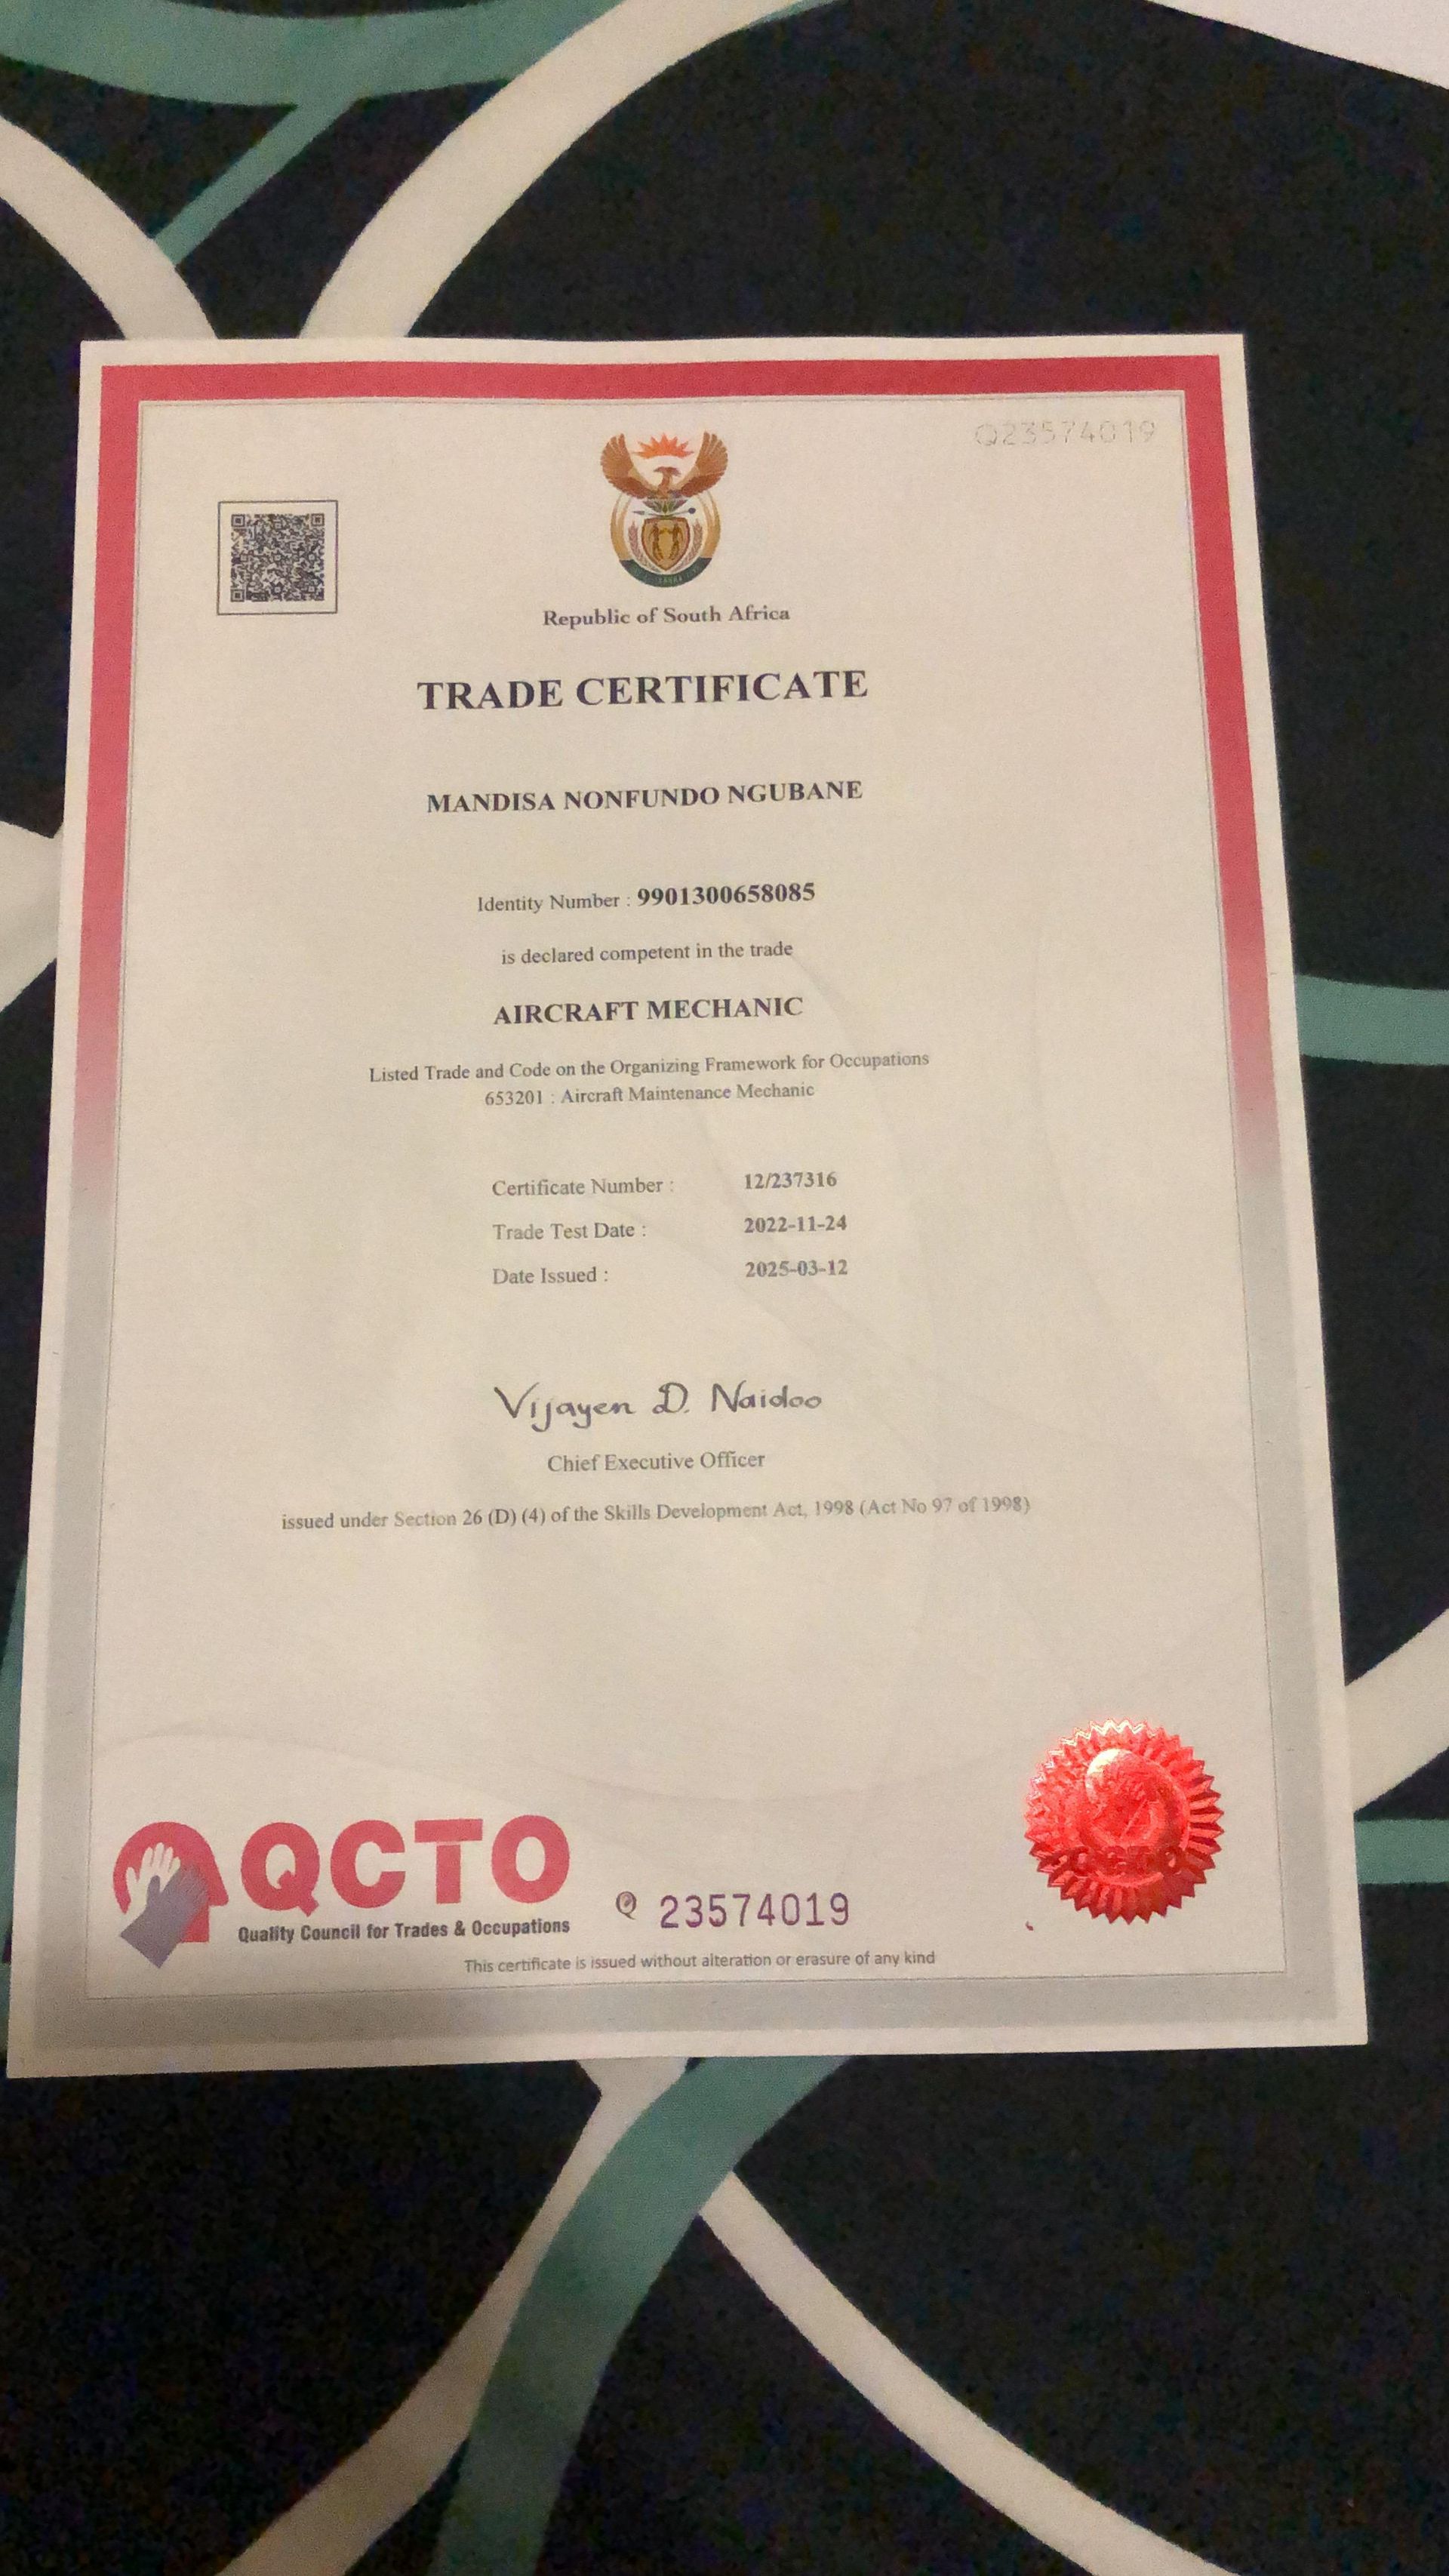 Q23574019
Republic of South Africa
TRADE CERTIFICATE
MANDISA NONFUNDO NGUBANE
Identity Number : 9901300658085
is declared competent in the trade
AIRCRAFT MECHANIC
Listed Trade and Code on the Organizing Framework for Occupations
653201 : Aircraft Maintenance Mechanic
Certificate Number : 12/237316
Trade Test Date : 2022-11-24
Date Issued : 2025-03-12
Vijayen D. Naidoo
Chief Executive Officer
issued under Section 26 (D) (4) of the Skills Development Act, 1998 (Act No 97 of 1998)
QCTO
Quality Council for Trades & Occupations
Q 23574019
This certificate is issued without alteration or erasure of any kind